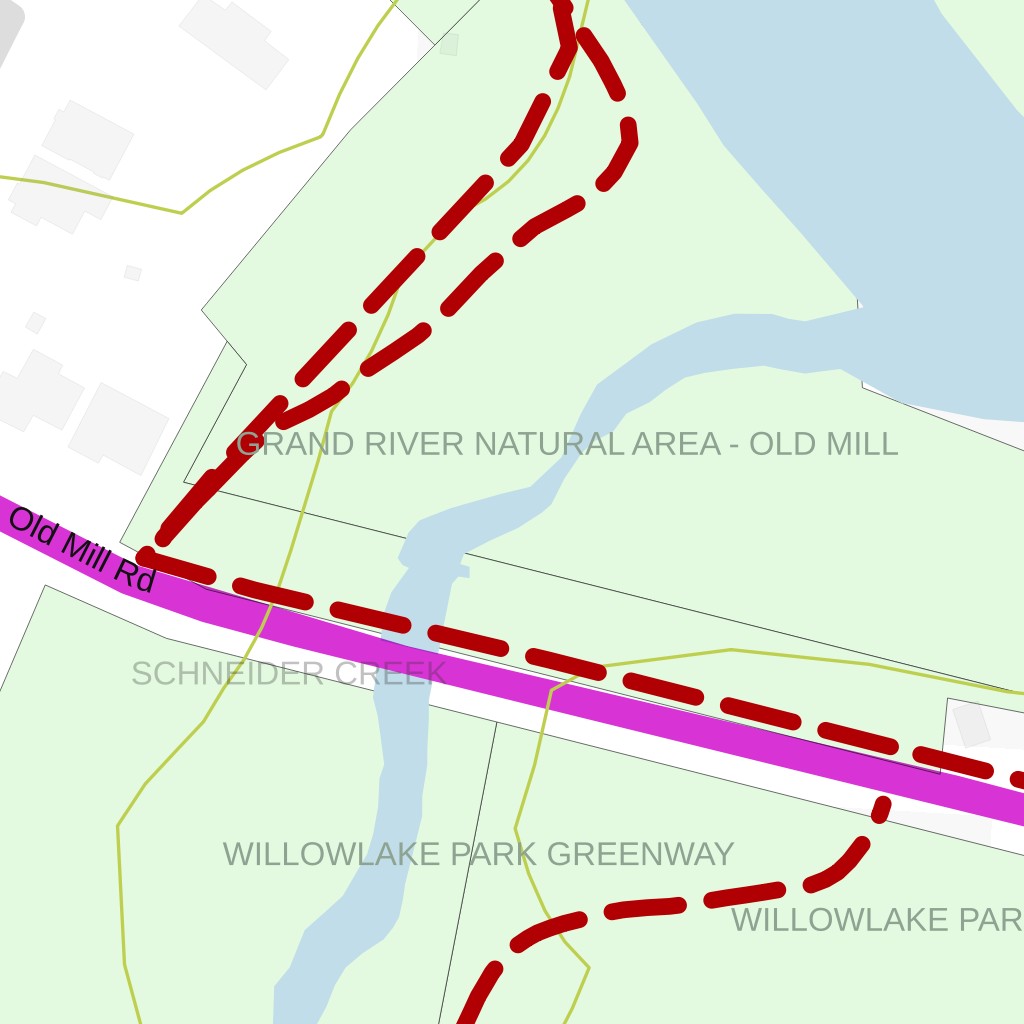 GRAND RIVER NATURAL AREA - OLD MILL
Old Mill Rd
SCHNEIDER CREEK
WILLOWLAKE PARK GREENWAY
WILLOWLAKE PAR